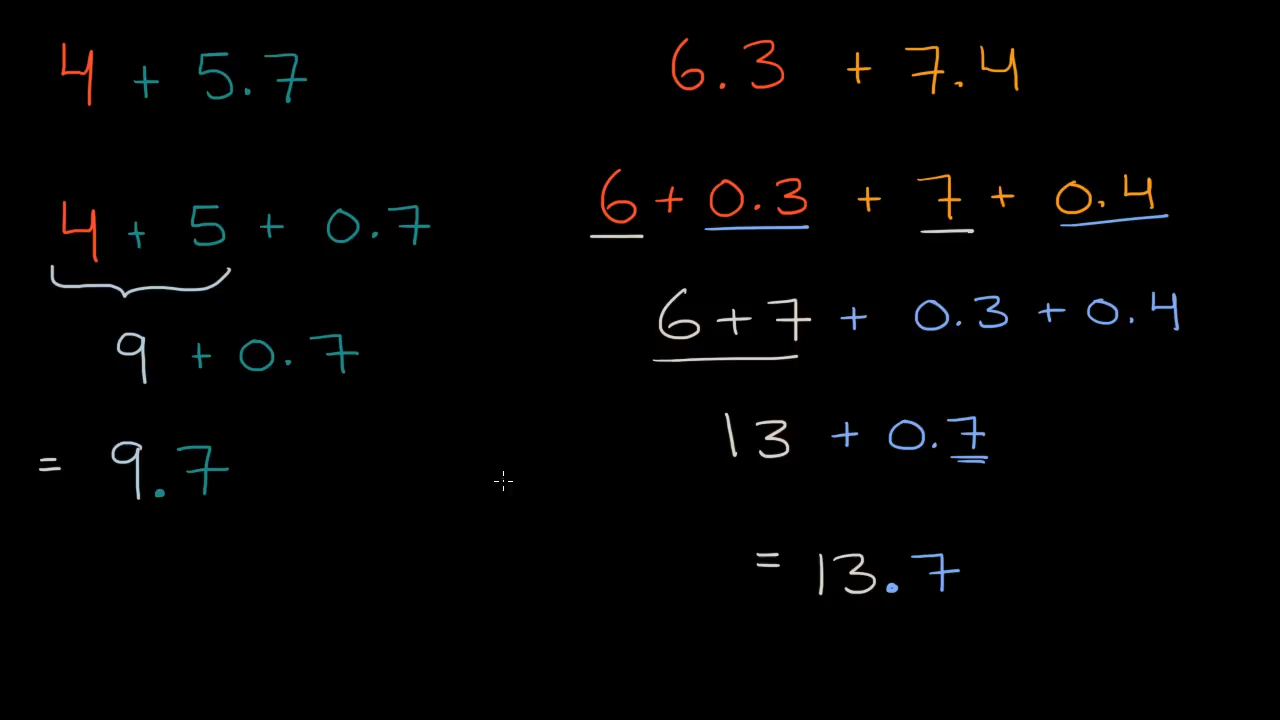 4 + 5.7
4 + 5 + 0.7
9 + 0.7
= 9.7
6.3 + 7.4
6 + 0.3 + 7 + 0.4
6 + 7 + 0.3 + 0.4
13 + 0.7
= 13.7